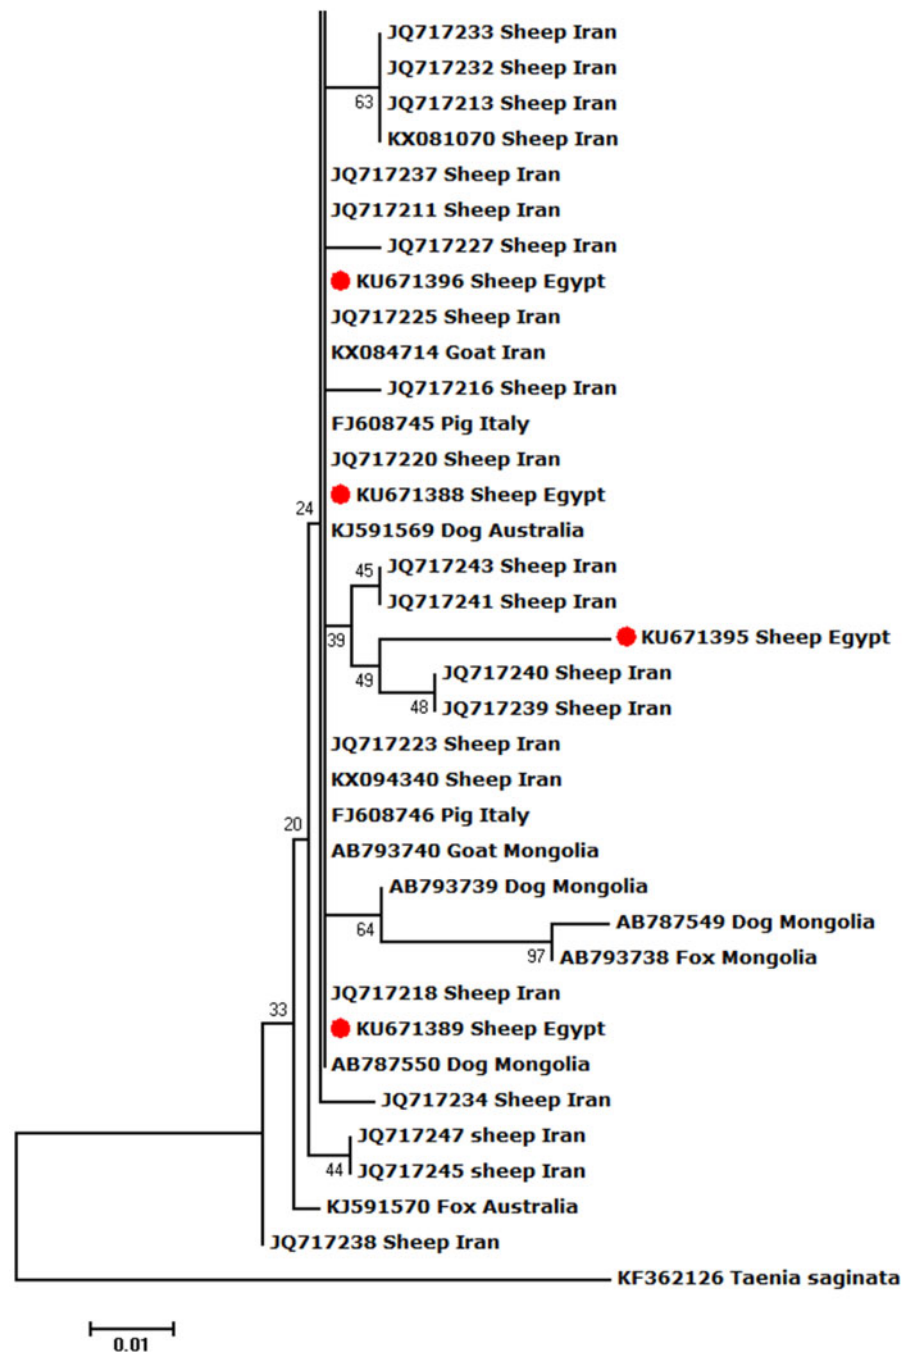 JQ717233 Sheep Iran
JQ717232 Sheep Iran
63
JQ717213 Sheep Iran
KX081070 Sheep Iran
JQ717237 Sheep Iran
JQ717211 Sheep Iran
JQ717227 Sheep Iran
KU671396 Sheep Egypt
JQ717225 Sheep Iran
KX084714 Goat Iran
JQ717216 Sheep Iran
FJ608745 Pig Italy
JQ717220 Sheep Iran
KU671388 Sheep Egypt
24
KJ591569 Dog Australia
45
JQ717243 Sheep Iran
JQ717241 Sheep Iran
39
KU671395 Sheep Egypt
49
JQ717240 Sheep Iran
48
JQ717239 Sheep Iran
JQ717223 Sheep Iran
KX094340 Sheep Iran
FJ608746 Pig Italy
20
AB793740 Goat Mongolia
AB793739 Dog Mongolia
64
AB787549 Dog Mongolia
97
AB793738 Fox Mongolia
JQ717218 Sheep Iran
33
KU671389 Sheep Egypt
AB787550 Dog Mongolia
JQ717234 Sheep Iran
JQ717247 sheep Iran
44
JQ717245 sheep Iran
KJ591570 Fox Australia
JQ717238 Sheep Iran
KF362126 Taenia saginata
0.01